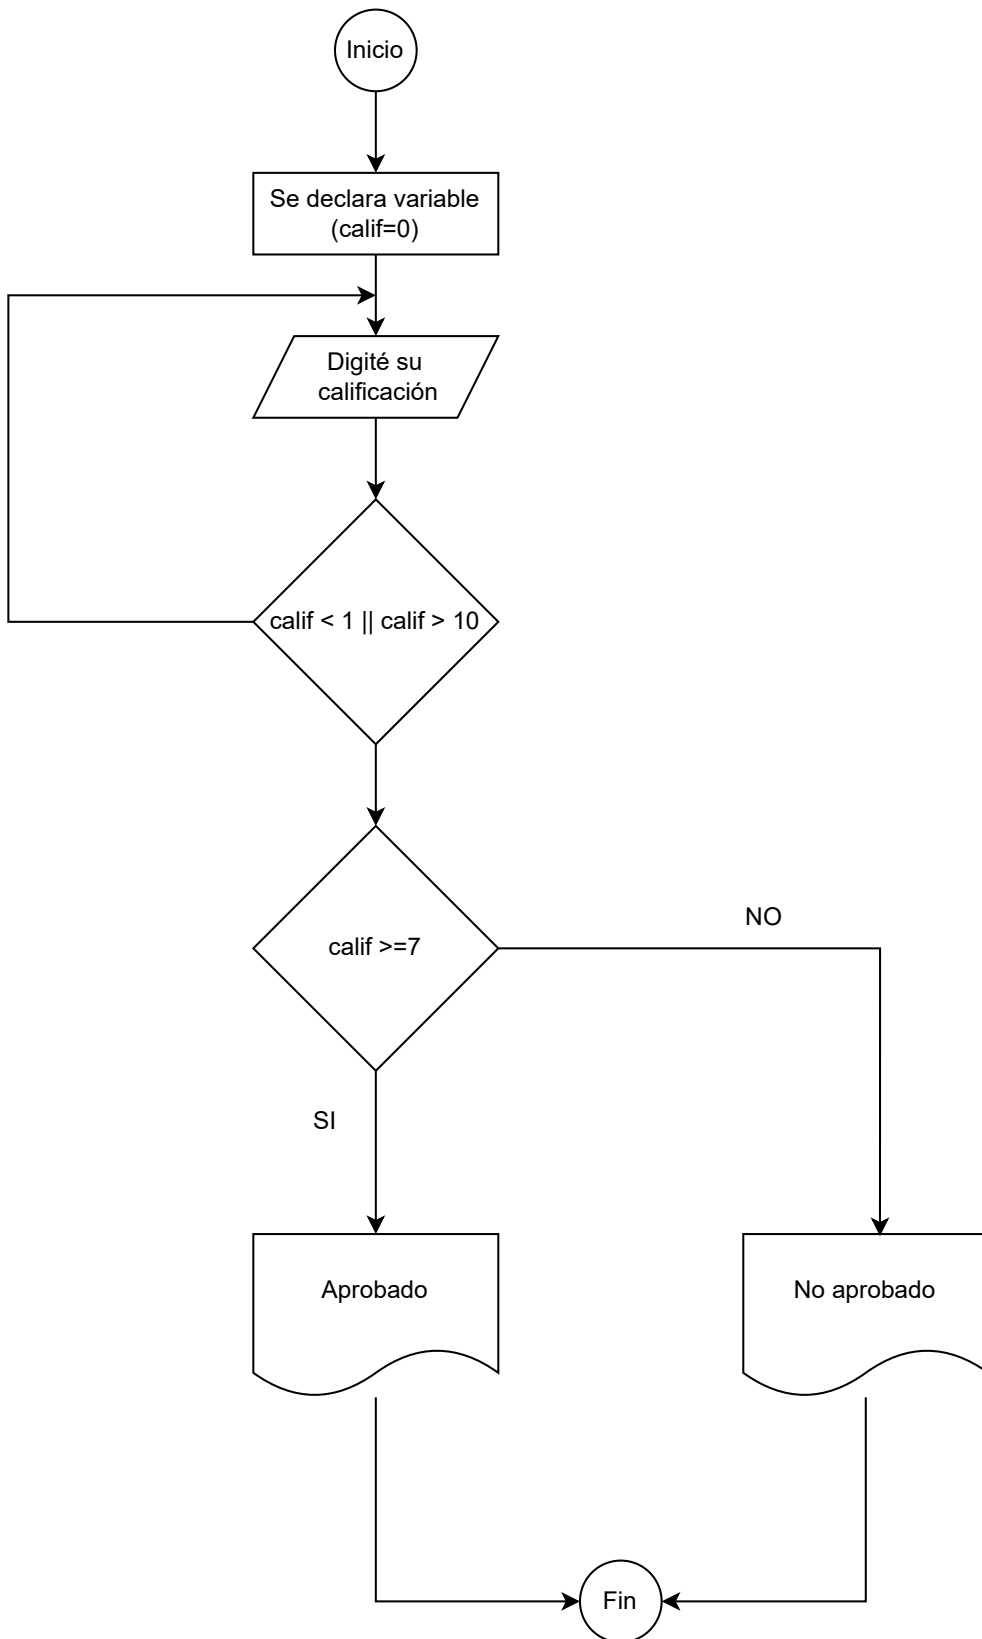 Inicio
Se declara variable
(calif=0)
Digité su
calificación
calif < 1 || calif > 10
calif >=7
NO
SI
Aprobado
No aprobado
Fin